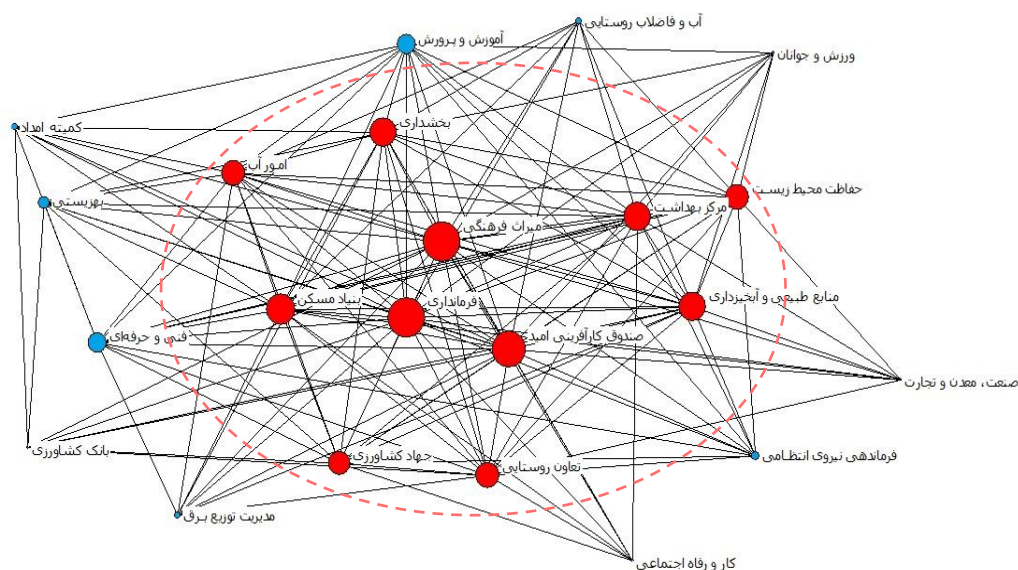 آب و فاضلاب روستایی
آموزش و پرورش
ورزش و جوانان
بخشداری
کمیته امداد
امور آب
حفاظت محیط زیست
بهزیستی
مرکز بهداشت
میراث فرهنگی
منابع طبیعی و آبخیزداری
بنیاد مسکن
فرمانداری
صندوق کارآفرینی امید
فنی و حرفه‌ای
صنعت، معدن و تجارت
بانک کشاورزی
جهاد کشاورزی
تعاون روستایی
فرماندهی نیروی انتظامی
مدیریت توزیع برق
کار و رفاه اجتماعی